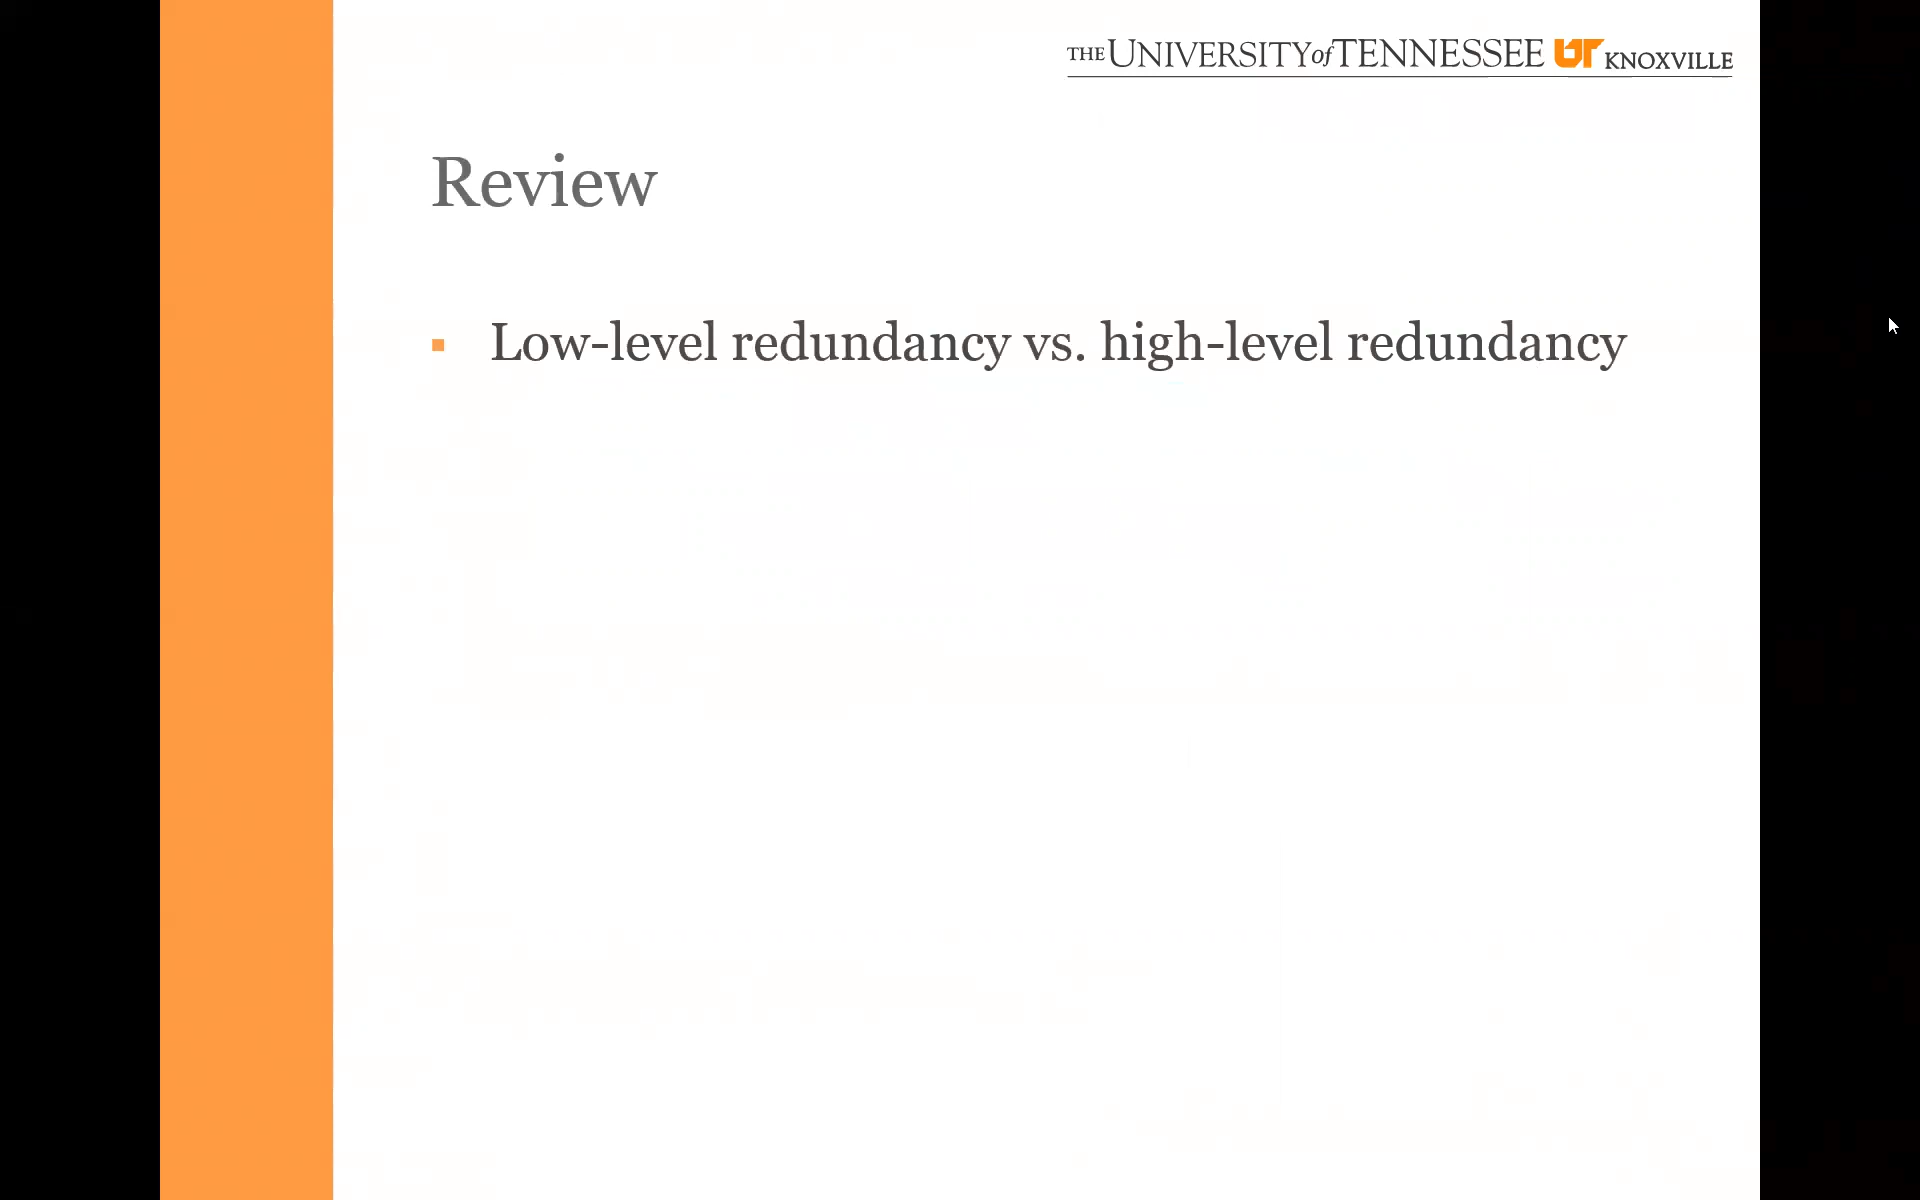 THE UNIVERSITY of TENNESSEE UT KNOXVILLE
Review
Low-level redundancy vs. high-level redundancy